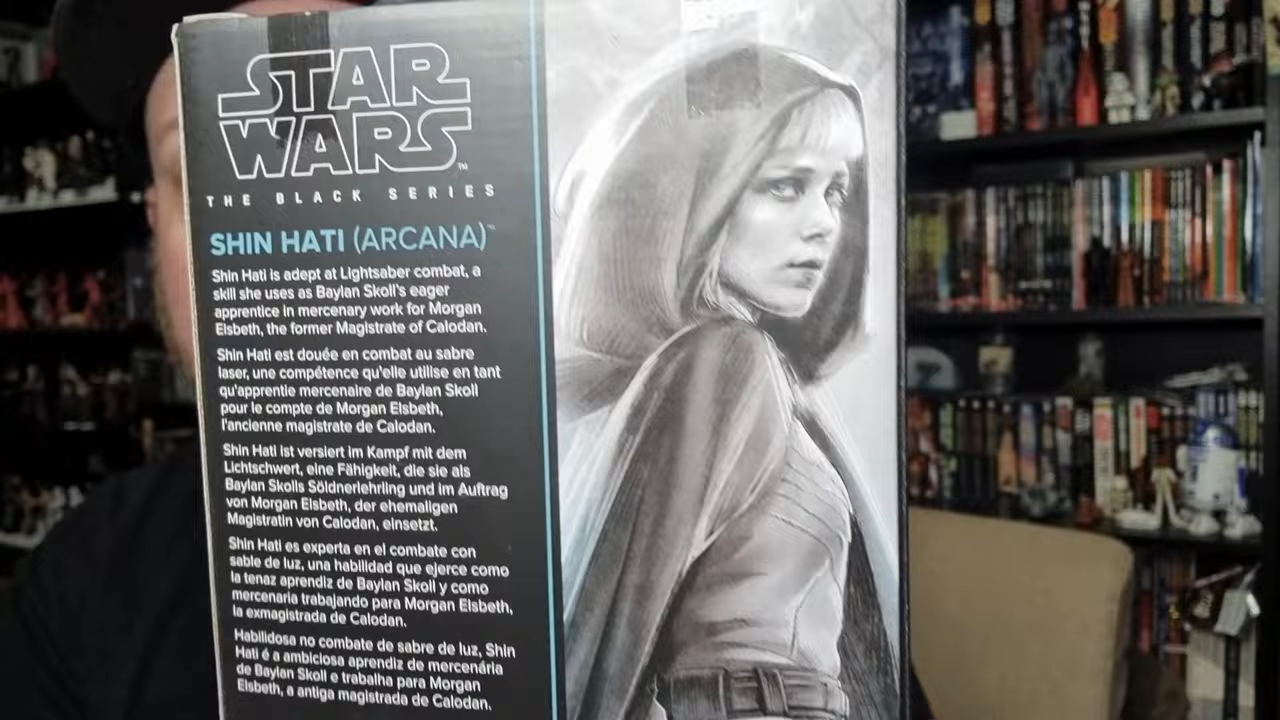 STAR
WARS™
THE BLACK SERIES
SHIN HATI (ARCANA)™
Shin Hati is adept at Lightsaber combat, a
skill she uses as Baylan Skoll's eager
apprentice in mercenary work for Morgan
Elsbeth, the former Magistrate of Calodan.
Shin Hati est douée en combat au sabre
laser, une compétence qu'elle utilise en tant
qu'apprentie mercenaire de Baylan Skoll
pour le compte de Morgan Elsbeth,
l'ancienne magistrate de Calodan.
Shin Hati ist versiert im Kampf mit dem
Lichtschwert, eine Fähigkeit, die sie als
Baylan Skolls Söldnerlehrling und im Auftrag
von Morgan Elsbeth, der ehemaligen
Magistratin von Calodan, einsetzt.
Shin Hati es experta en el combate con
sable de luz, una habilidad que ejerce como
la tenaz aprendiz de Baylan Skoll y como
mercenaria trabajando para Morgan Elsbeth,
la exmagistrada de Calodan.
Habilidosa no combate de sabre de luz, Shin
Hati é a ambiciosa aprendiz de mercenária
de Baylan Skoll e trabalha para Morgan
Elsbeth, a antiga magistrada de Calodan.